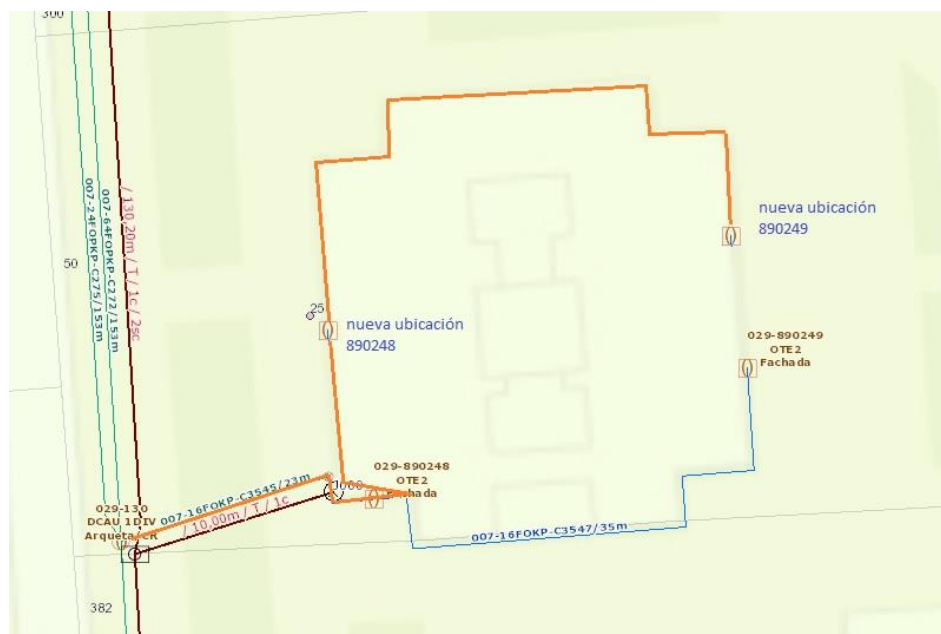 300
/ 130,20m / T / 1c / 2sc
007-64FOPKP-C272/153m
007-24FOPKP-C275/153m
nueva ubicación
890249
50
25
nueva ubicación
890248
029-890249
OTE2
Fachada
029-890248
OTE2
Fachada
007-16FOKP-C3545/23m
/ 10,00m / T / 1c
029-130
DCAU 1DIV
Arqueta/CR
007-16FOKP-C3547/35m
382